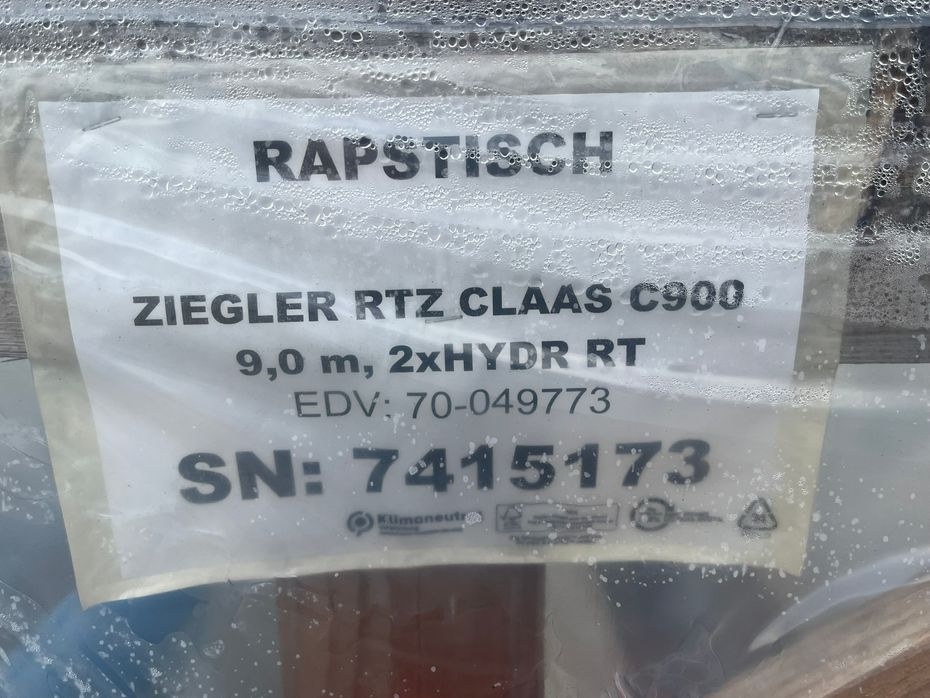 RAPSTISCH
ZIEGLER RTZ CLAAS C900
9,0 m, 2xHYDR RT
EDV: 70-049773
SN: 7415173